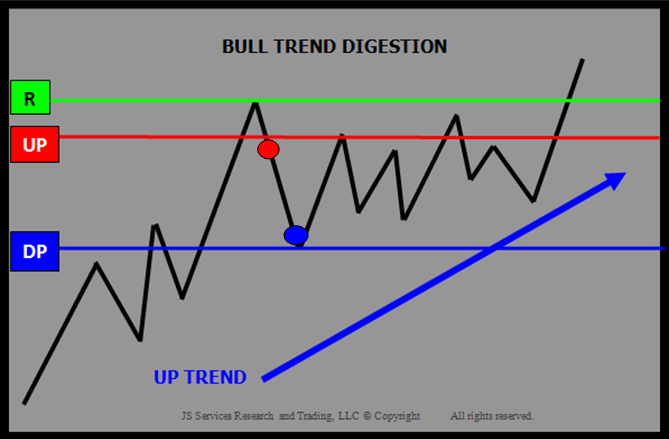 BULL TREND DIGESTION
R
UP
DP
UP TREND
JS Services Research and Trading, LLC © Copyright All rights reserved.